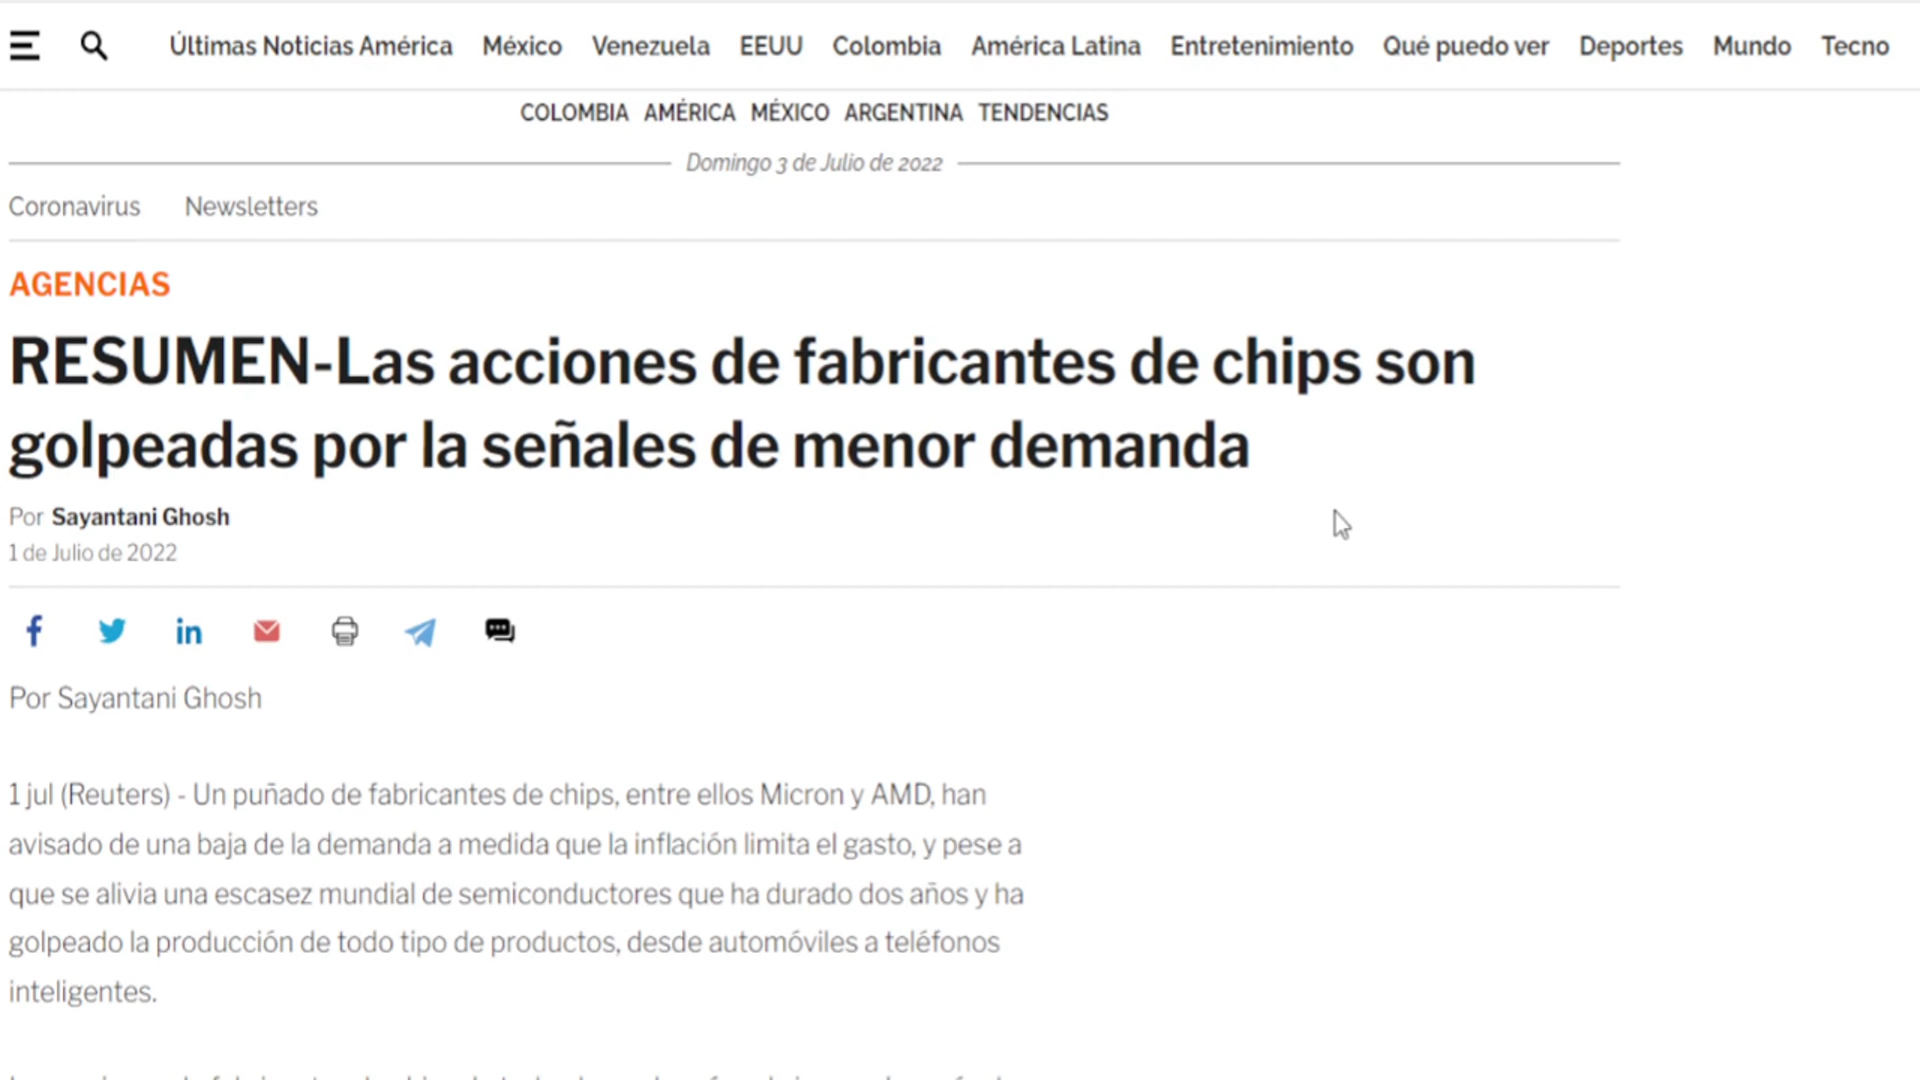 Últimas Noticias América México Venezuela EEUU Colombia América Latina Entretenimiento Qué puedo ver Deportes Mundo Tecno
COLOMBIA AMÉRICA MÉXICO ARGENTINA TENDENCIAS
Domingo 3 de Julio de 2022
Coronavirus Newsletters
AGENCIAS
RESUMEN-Las acciones de fabricantes de chips son
golpeadas por la señales de menor demanda
Por Sayantani Ghosh
1 de Julio de 2022
Por Sayantani Ghosh
1 jul (Reuters) - Un puñado de fabricantes de chips, entre ellos Micron y AMD, han
avisado de una baja de la demanda a medida que la inflación limita el gasto, y pese a
que se alivia una escasez mundial de semiconductores que ha durado dos años y ha
golpeado la producción de todo tipo de productos, desde automóviles a teléfonos
inteligentes.